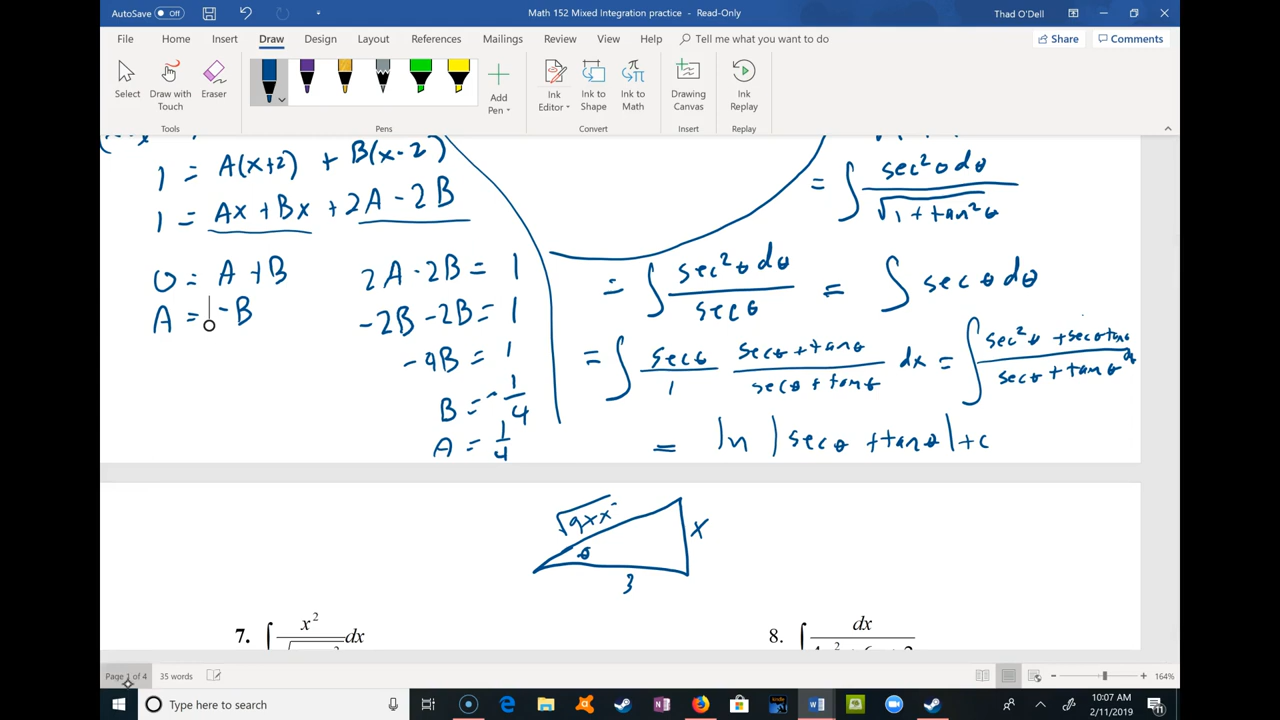 AutoSave Off
Math 152 Mixed Integration practice - Read-Only
Thad O'Dell
File Home Insert Draw Design Layout References Mailings Review View Help Tell me what you want to do
Share Comments
Select Draw with Touch Eraser
Add Pen
Ink Editor Ink to Shape Ink to Math Drawing Canvas Ink Replay
Tools Pens Convert Insert Replay
1 = A(x+2) + B(x-2)
1 = Ax + Bx + 2A - 2B
0 = A + B
A = -B
2A - 2B = 1
-2B - 2B = 1
-4B = 1
B = -1/4
A = 1/4
= ∫ sec²θ dθ / √1 + tan²θ
= ∫ sec²θ dθ / secθ = ∫ secθ dθ
= ∫ secθ / 1 secθ + tanθ / secθ + tanθ dx = ∫ sec²θ + secθ tanθ / secθ + tanθ
= ln |secθ + tanθ| + c
θ
x
3
7. ∫ x² dx
8. ∫ dx
Page 1 of 4 35 words
164%
Type here to search
10:07 AM
2/11/2019